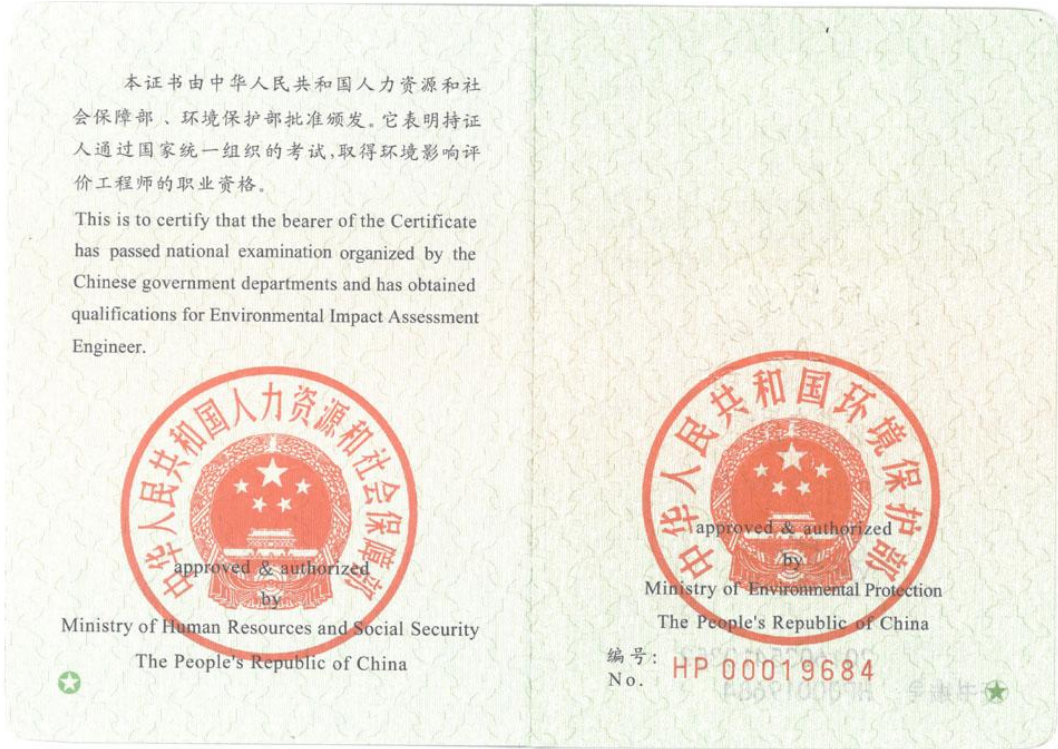 本证书由中华人民共和国人力资源和社
会保障部、环境保护部批准颁发。它表明持证
人通过国家统一组织的考试,取得环境影响评
价工程师的职业资格。
This is to certify that the bearer of the Certificate
has passed national examination organized by the
Chinese government departments and has obtained
qualifications for Environmental Impact Assessment
Engineer.
中华人民共和国人力资源和社会保障部
approved & authorized
by
Ministry of Human Resources and Social Security
The People's Republic of China
中华人民共和国环境保护部
approved & authorized
by
Ministry of Environmental Protection
The People's Republic of China
编号:
No. HP 00019684